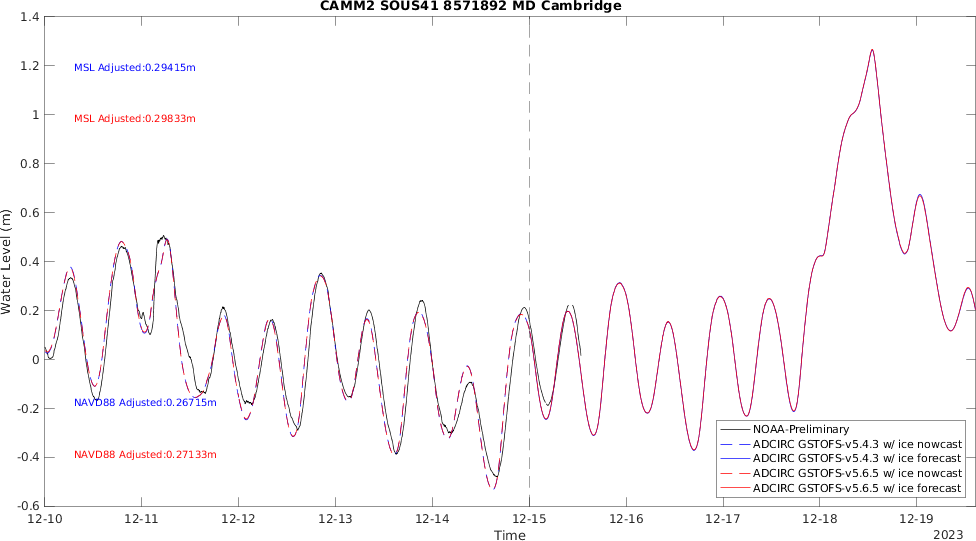 CAMM2 SOUS41 8571892 MD Cambridge
1.4
1.2
1
0.8
0.6
0.4
0.2
0
-0.2
-0.4
-0.6
Water Level (m)
MSL Adjusted:0.29415m
MSL Adjusted:0.29833m
NAVD88 Adjusted:0.26715m
NAVD88 Adjusted:0.27133m
NOAA-Preliminary
ADCIRC GSTOFS-v5.4.3 w/ ice nowcast
ADCIRC GSTOFS-v5.4.3 w/ ice forecast
ADCIRC GSTOFS-v5.6.5 w/ ice nowcast
ADCIRC GSTOFS-v5.6.5 w/ ice forecast
12-10 12-11 12-12 12-13 12-14 12-15 12-16 12-17 12-18 12-19
Time
2023